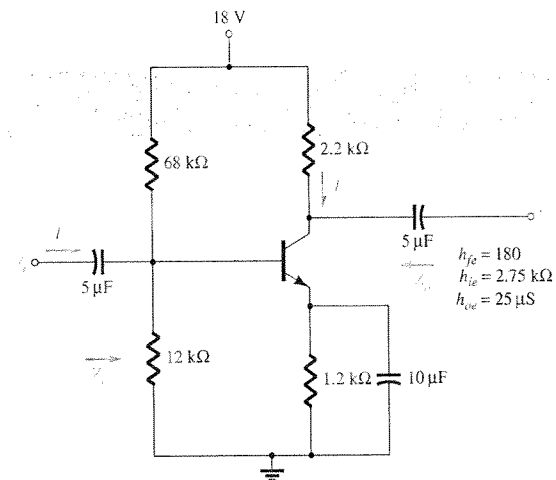 18 V
68 kΩ
2.2 kΩ
I
I
5 μF
5 μF
h_fe = 180
h_ie = 2.75 kΩ
h_oe = 25 μS
12 kΩ
1.2 kΩ
10 μF